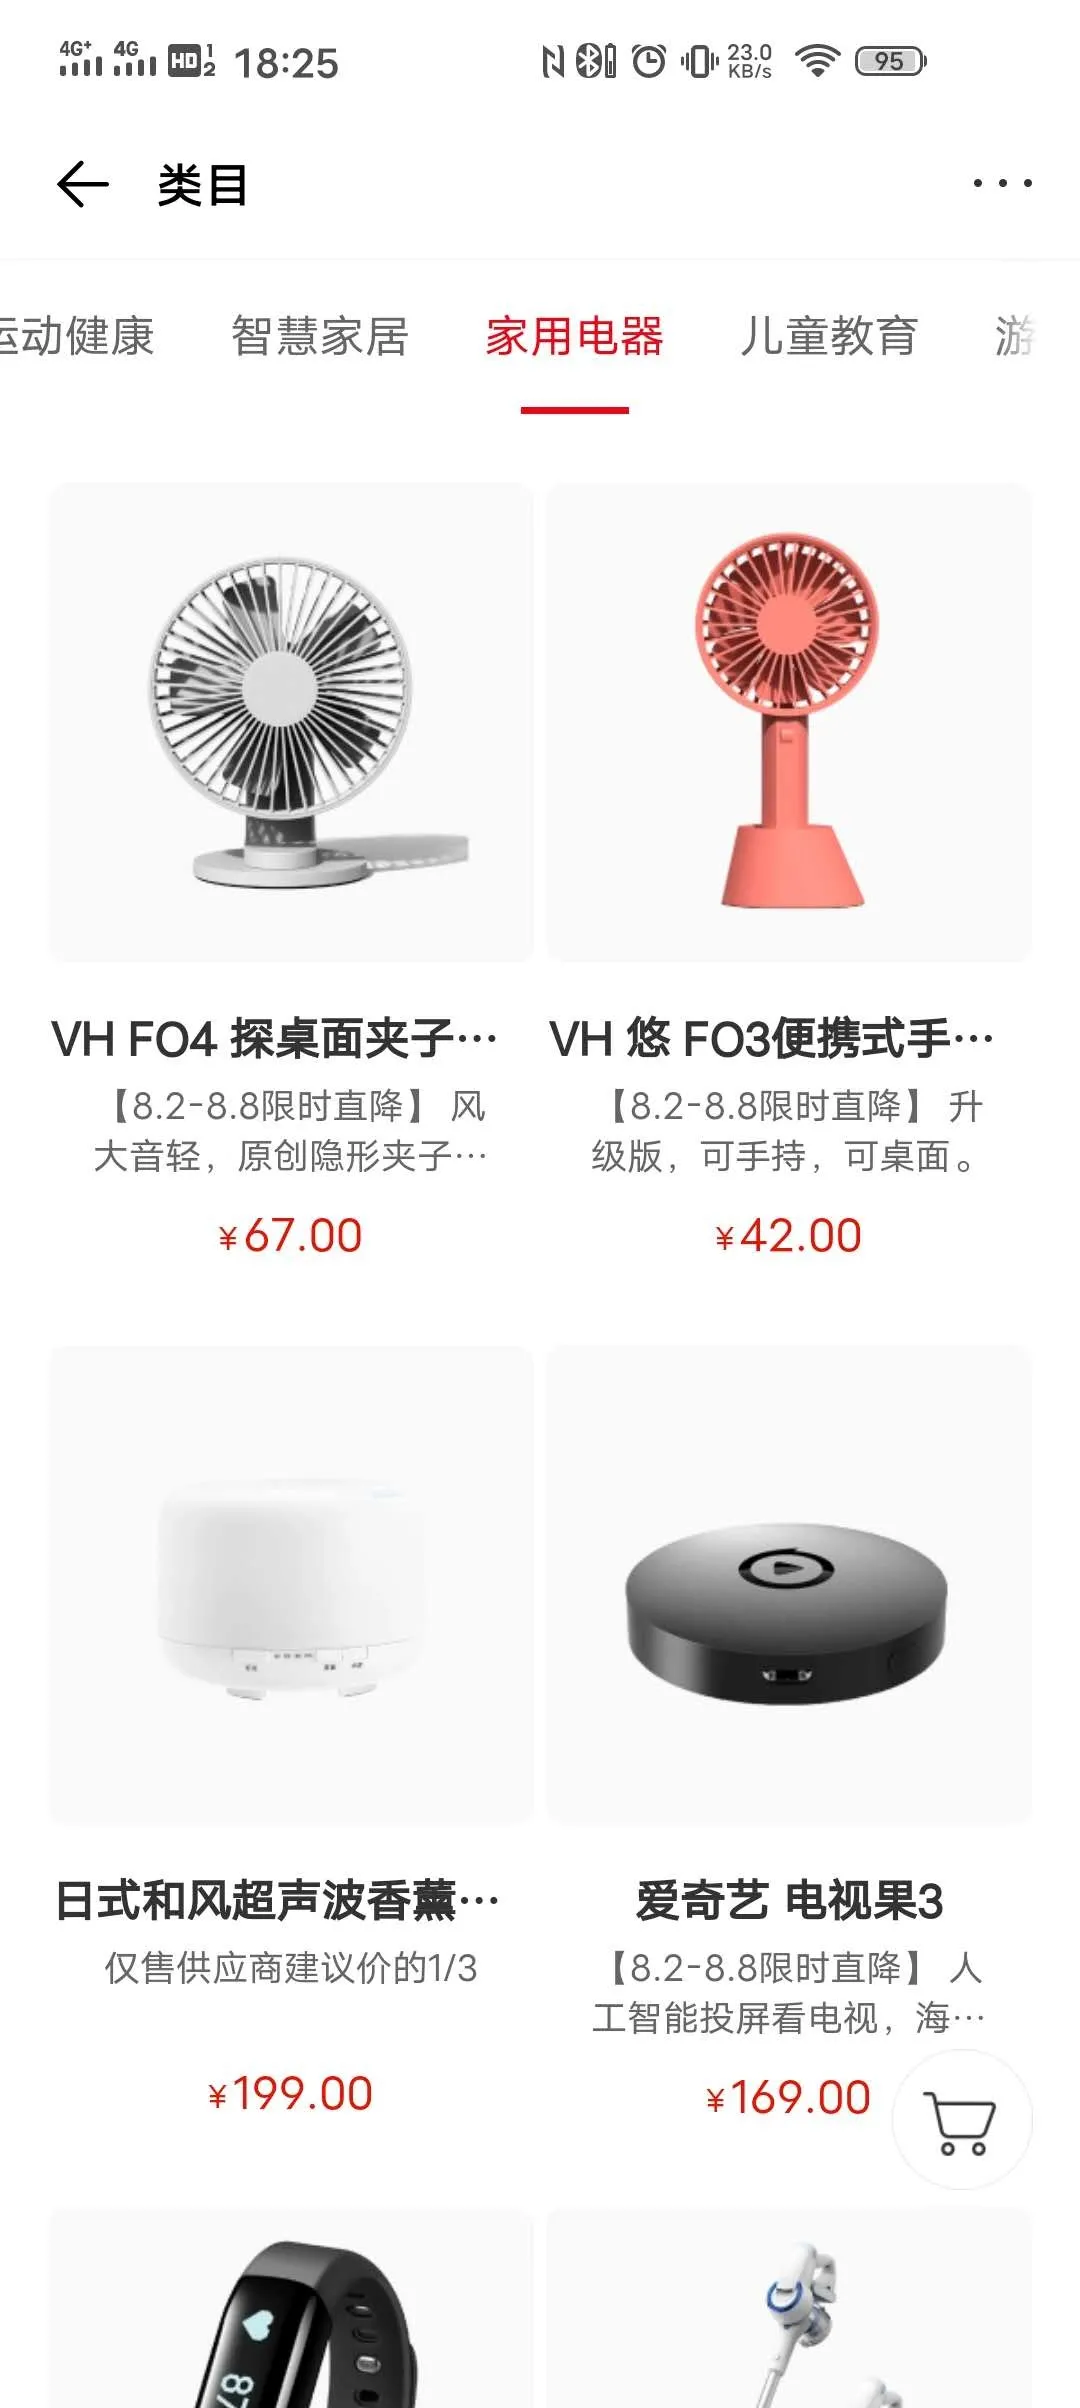 4G+ 4G HD 1 2 18:25 23.0 KB/s 95
类目
运动健康 智慧家居 家用电器 儿童教育 游
VH FO4 探桌面夹子…
【8.2-8.8限时直降】 风
大音轻，原创隐形夹子…
¥67.00
VH 悠 FO3便携式手…
【8.2-8.8限时直降】 升
级版，可手持，可桌面。
¥42.00
日式和风超声波香薰…
仅售供应商建议价的1/3
¥199.00
爱奇艺 电视果3
【8.2-8.8限时直降】 人
工智能投屏看电视，海…
¥169.00
87